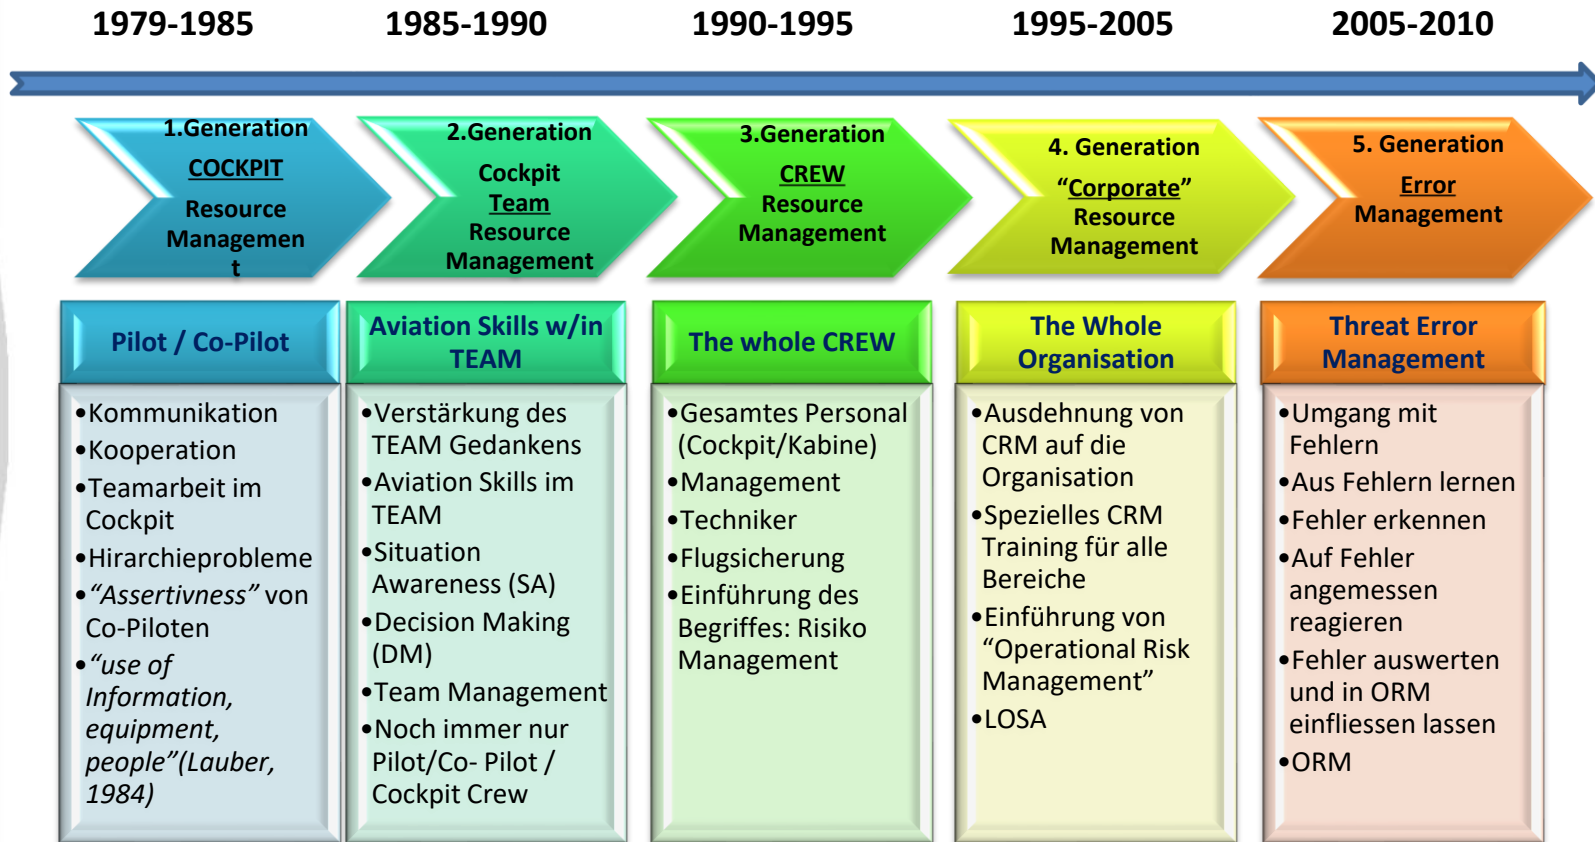 1979-1985
1985-1990
1990-1995
1995-2005
2005-2010
1.Generation
COCKPIT
Resource
Managemen
t
2.Generation
Cockpit
Team
Resource
Management
3.Generation
CREW
Resource
Management
4. Generation
“Corporate”
Resource
Management
5. Generation
Error
Management
Pilot / Co-Pilot
•Kommunikation
•Kooperation
•Teamarbeit im
Cockpit
•Hirarchieprobleme
•“Assertivness” von
Co-Piloten
•“use of
Information,
equipment,
people”(Lauber,
1984)
Aviation Skills w/in
TEAM
•Verstärkung des
TEAM Gedankens
•Aviation Skills im
TEAM
•Situation
Awareness (SA)
•Decision Making
(DM)
•Team Management
•Noch immer nur
Pilot/Co- Pilot /
Cockpit Crew
The whole CREW
•Gesamtes Personal
(Cockpit/Kabine)
•Management
•Techniker
•Flugsicherung
•Einführung des
Begriffes: Risiko
Management
The Whole
Organisation
•Ausdehnung von
CRM auf die
Organisation
•Spezielles CRM
Training für alle
Bereiche
•Einführung von
“Operational Risk
Management”
•LOSA
Threat Error
Management
•Umgang mit
Fehlern
•Aus Fehlern lernen
•Fehler erkennen
•Auf Fehler
angemessen
reagieren
•Fehler auswerten
und in ORM
einfliessen lassen
•ORM